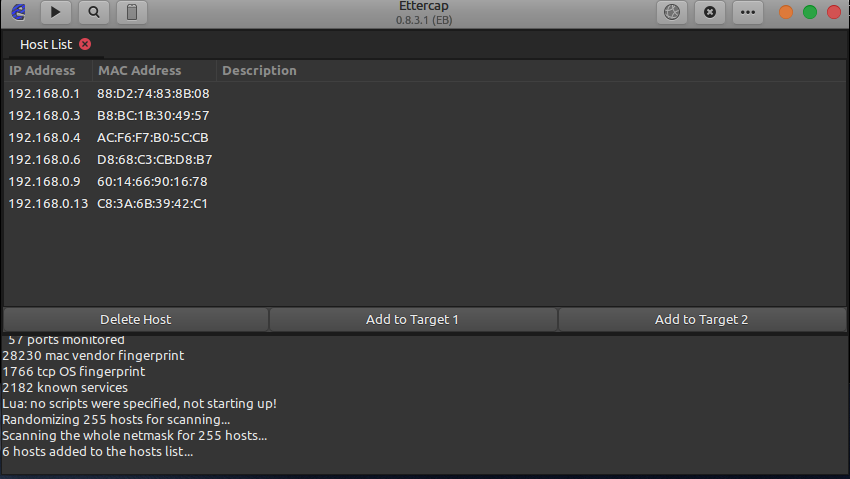 Ettercap
0.8.3.1 (EB)
Host List
IP Address MAC Address Description
192.168.0.1 88:D2:74:83:8B:08
192.168.0.3 B8:BC:1B:30:49:57
192.168.0.4 AC:F6:F7:B0:5C:CB
192.168.0.6 D8:68:C3:CB:D8:B7
192.168.0.9 60:14:66:90:16:78
192.168.0.13 C8:3A:6B:39:42:C1
Delete Host Add to Target 1 Add to Target 2
57 ports monitored
28230 mac vendor fingerprint
1766 tcp OS fingerprint
2182 known services
Lua: no scripts were specified, not starting up!
Randomizing 255 hosts for scanning...
Scanning the whole netmask for 255 hosts...
6 hosts added to the hosts list...